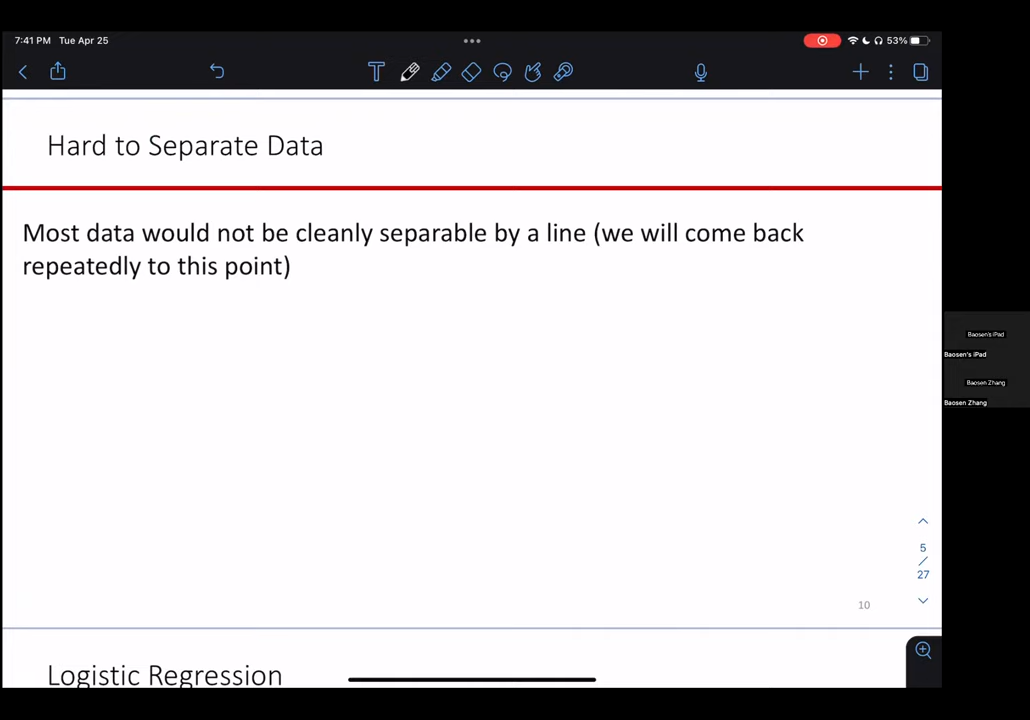 7:41 PM Tue Apr 25
53%
Hard to Separate Data
Most data would not be cleanly separable by a line (we will come back
repeatedly to this point)
Baosen's iPad
Baosen's iPad
Baosen Zhang
Baosen Zhang
5
/
27
10
Logistic Regression